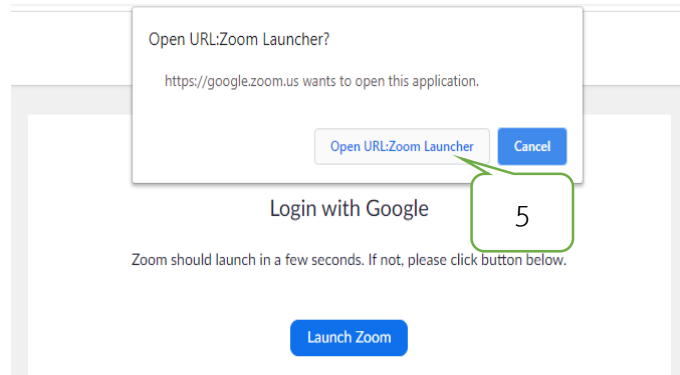 Open URL:Zoom Launcher?
https://google.zoom.us wants to open this application.
Open URL:Zoom Launcher
Cancel
5
Login with Google
Zoom should launch in a few seconds. If not, please click button below.
Launch Zoom